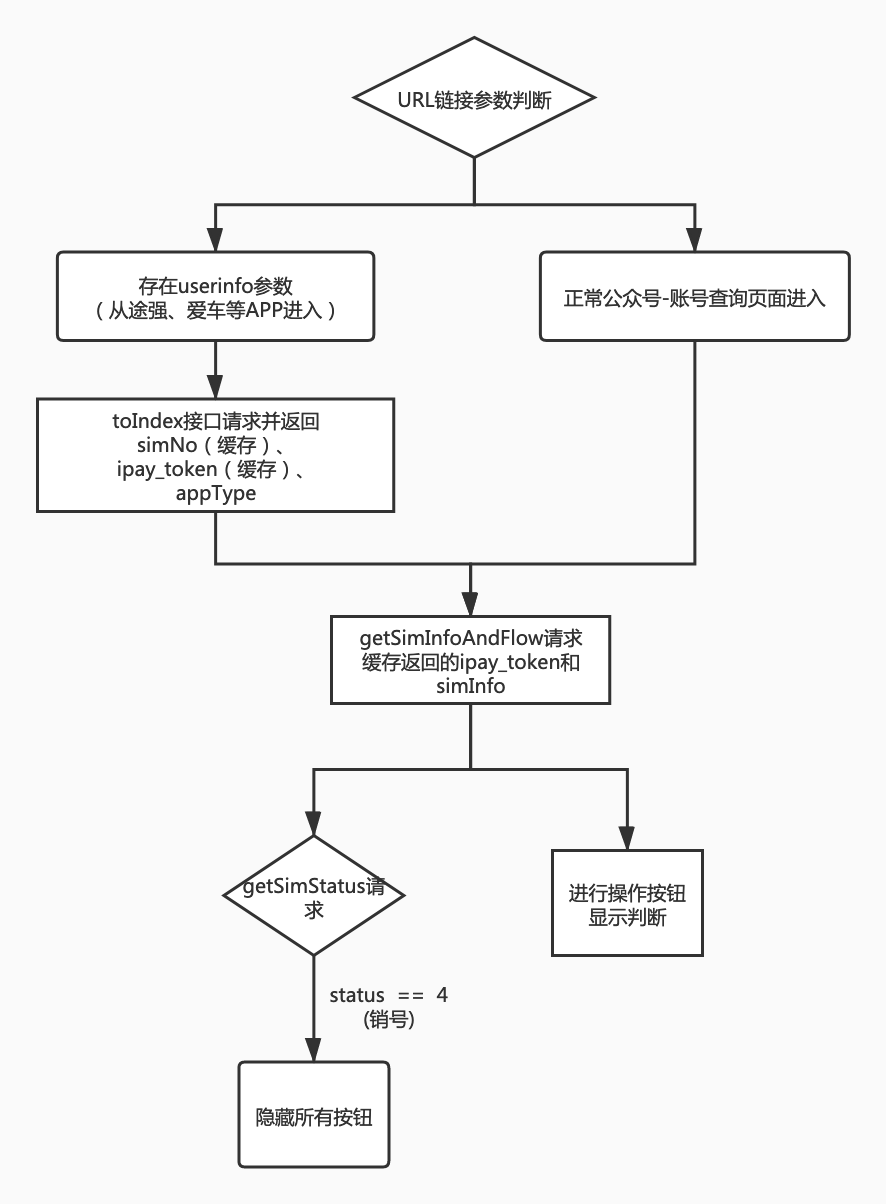 URL链接参数判断
存在userinfo参数
（从途强、爱车等APP进入）
正常公众号-账号查询页面进入
toIndex接口请求并返回
simNo（缓存）、
ipay_token（缓存）、
appType
getSimInfoAndFlow请求
缓存返回的ipay_token和
simInfo
getSimStatus请
求
进行操作按钮
显示判断
status == 4
(销号)
隐藏所有按钮